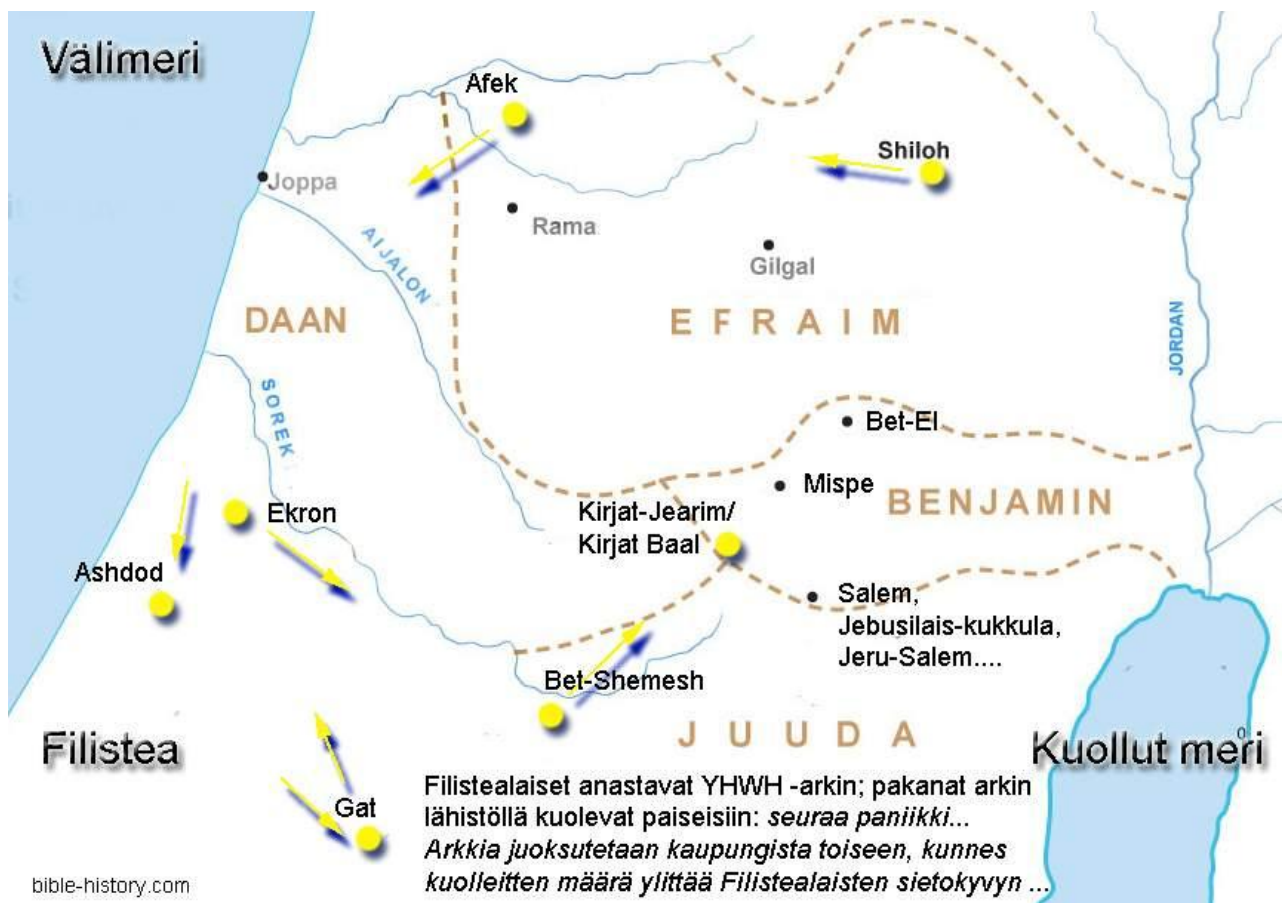 Välimeri
Afek
Shiloh
Joppa
Rama
AIJALON
Gilgal
DAAN
EFRAIM
JORDAN
SOREK
Bet-El
Mispe
BENJAMIN
Ekron
Kirjat-Jearim/
Kirjat Baal
Ashdod
Salem,
Jebusilais-kukkula,
Jeru-Salem....
Bet-Shemesh
JUUDA
Filistea
Kuollut meri
Gat
Filistealaiset anastavat YHWH -arkin; pakanat arkin
lähistöllä kuolevat paiseisiin: seuraa paniikki...
Arkkia juoksutetaan kaupungista toiseen, kunnes
kuolleitten määrä ylittää Filistealaisten sietokyvyn ...
bible-history.com